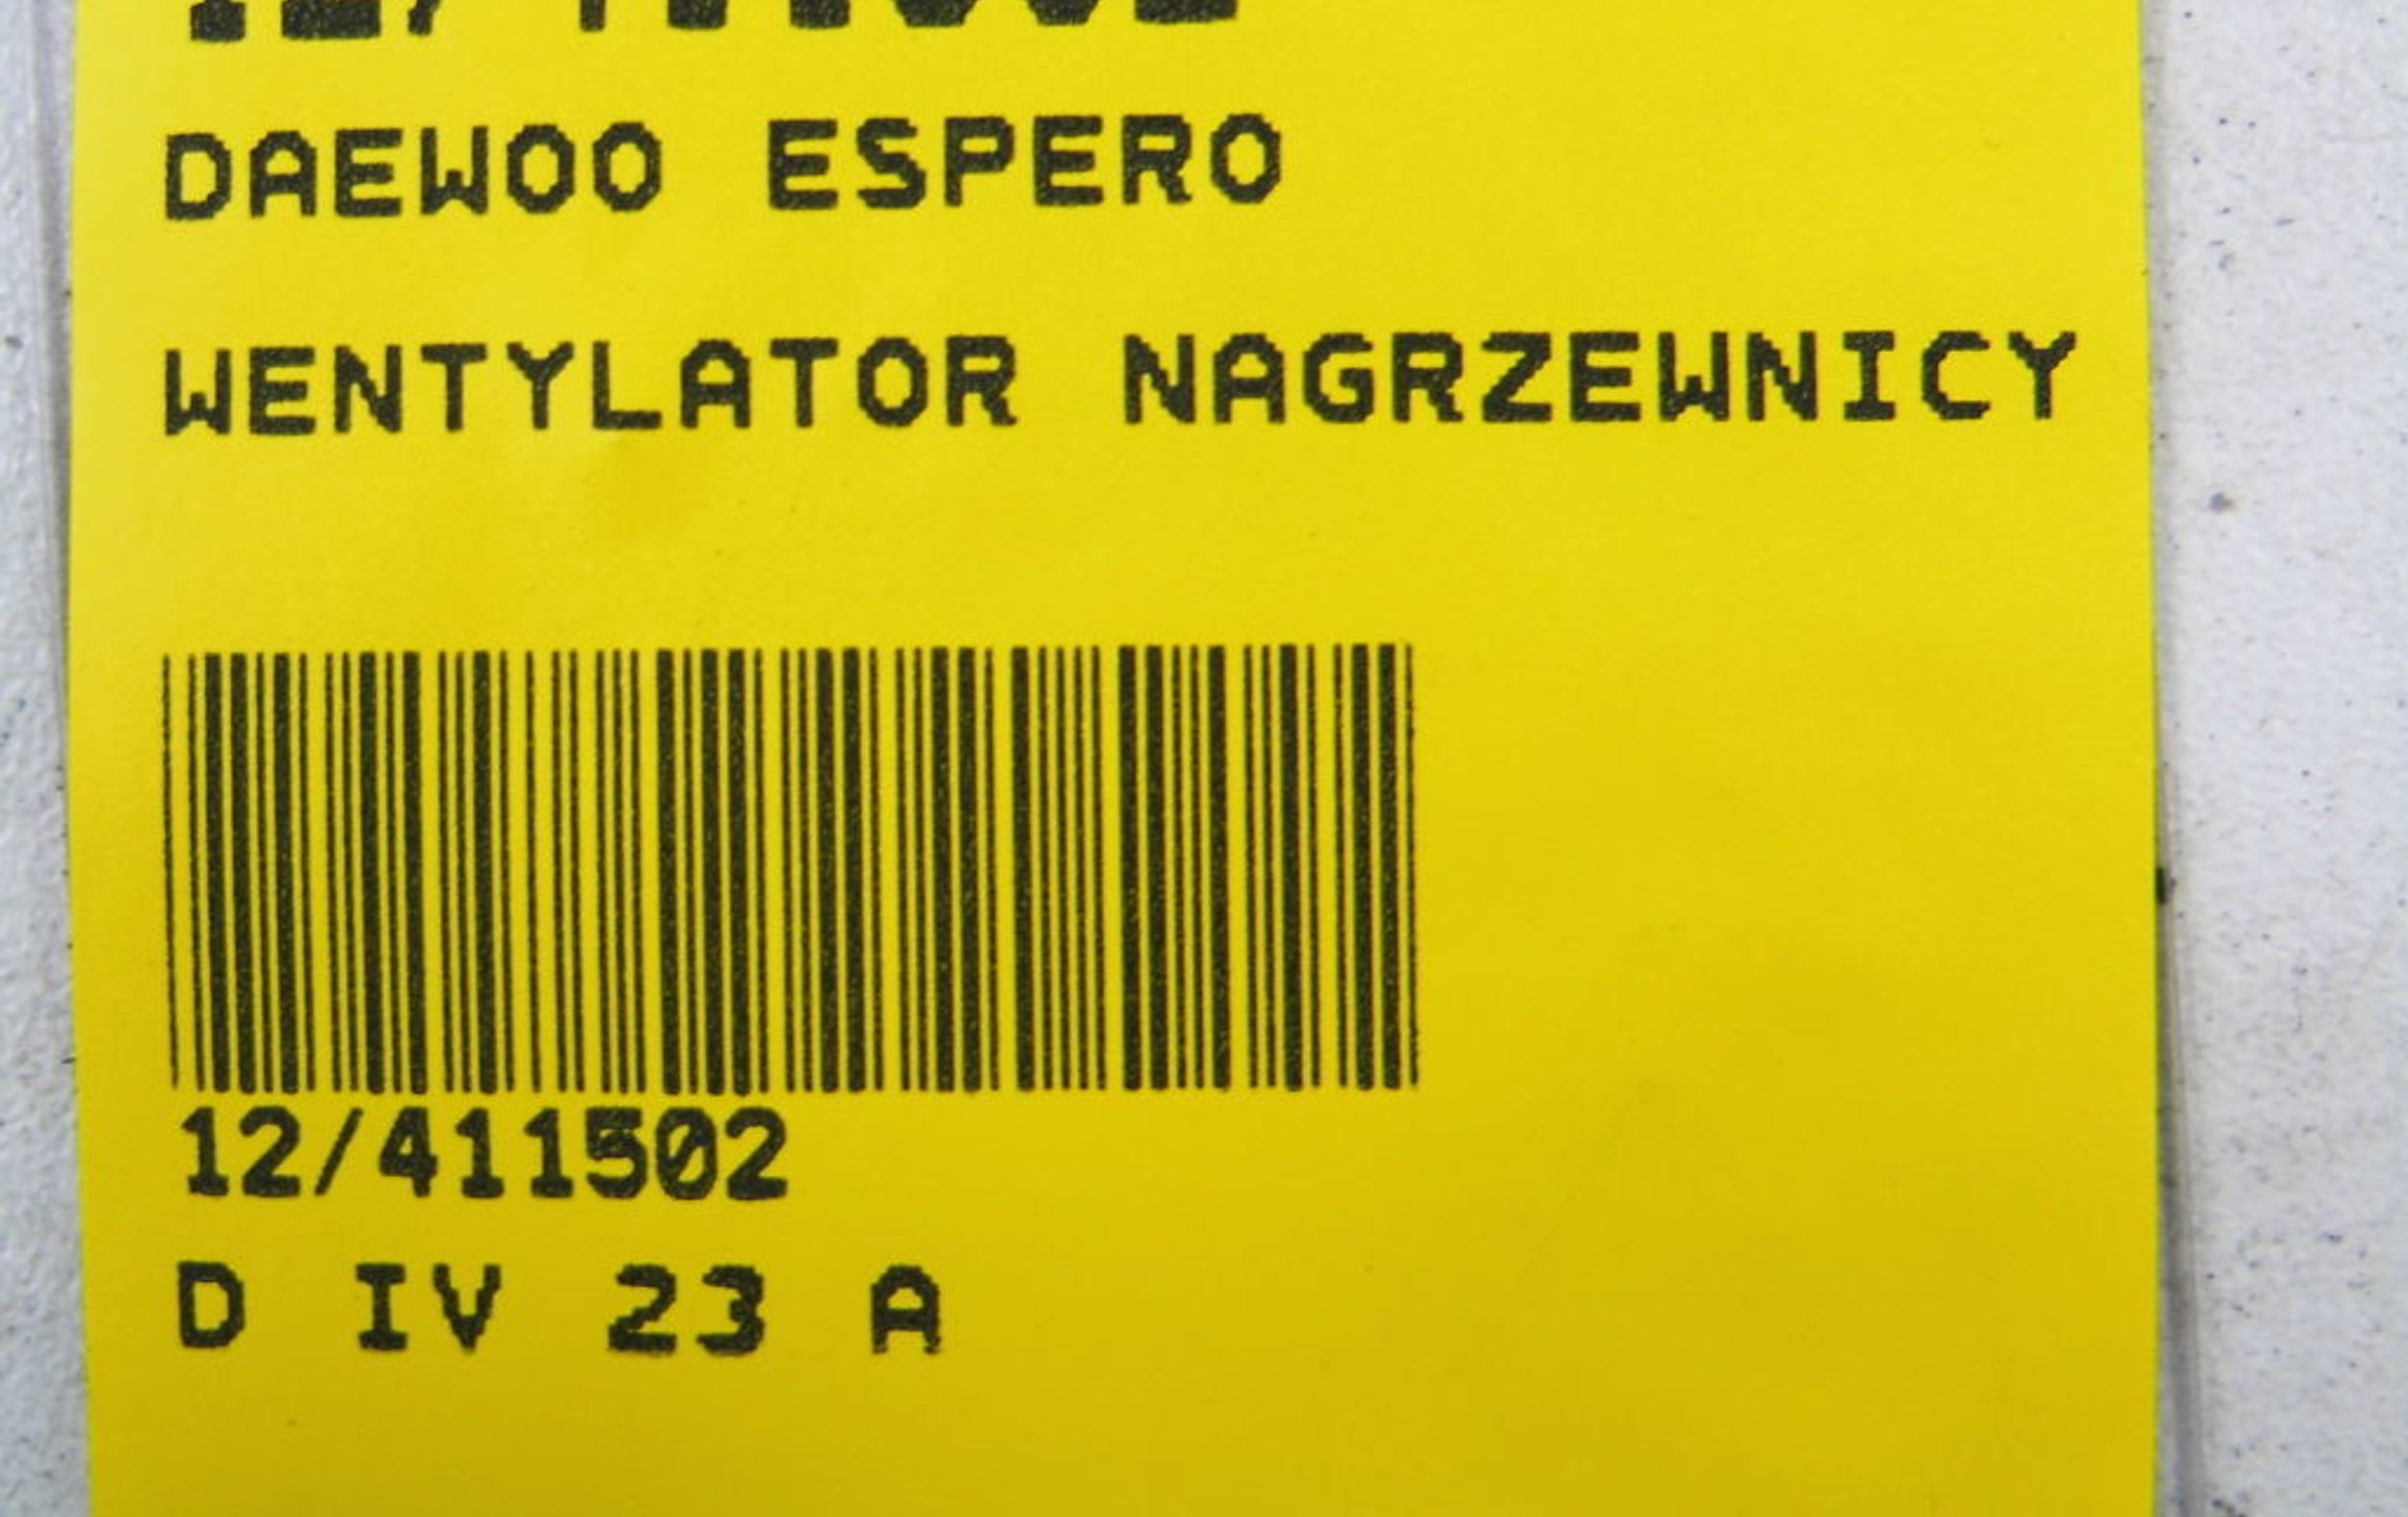 DAEWOO ESPERO
WENTYLATOR NAGRZEWNICY
12/411502
D IV 23 A